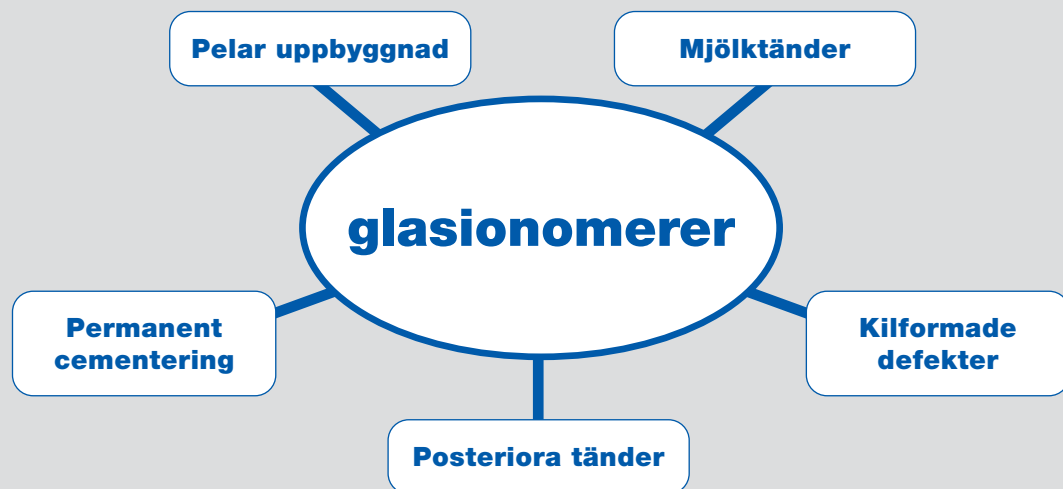 Pelar uppbyggnad
Mjölktänder
glasionomerer
Permanent
cementering
Kilformade
defekter
Posteriora tänder